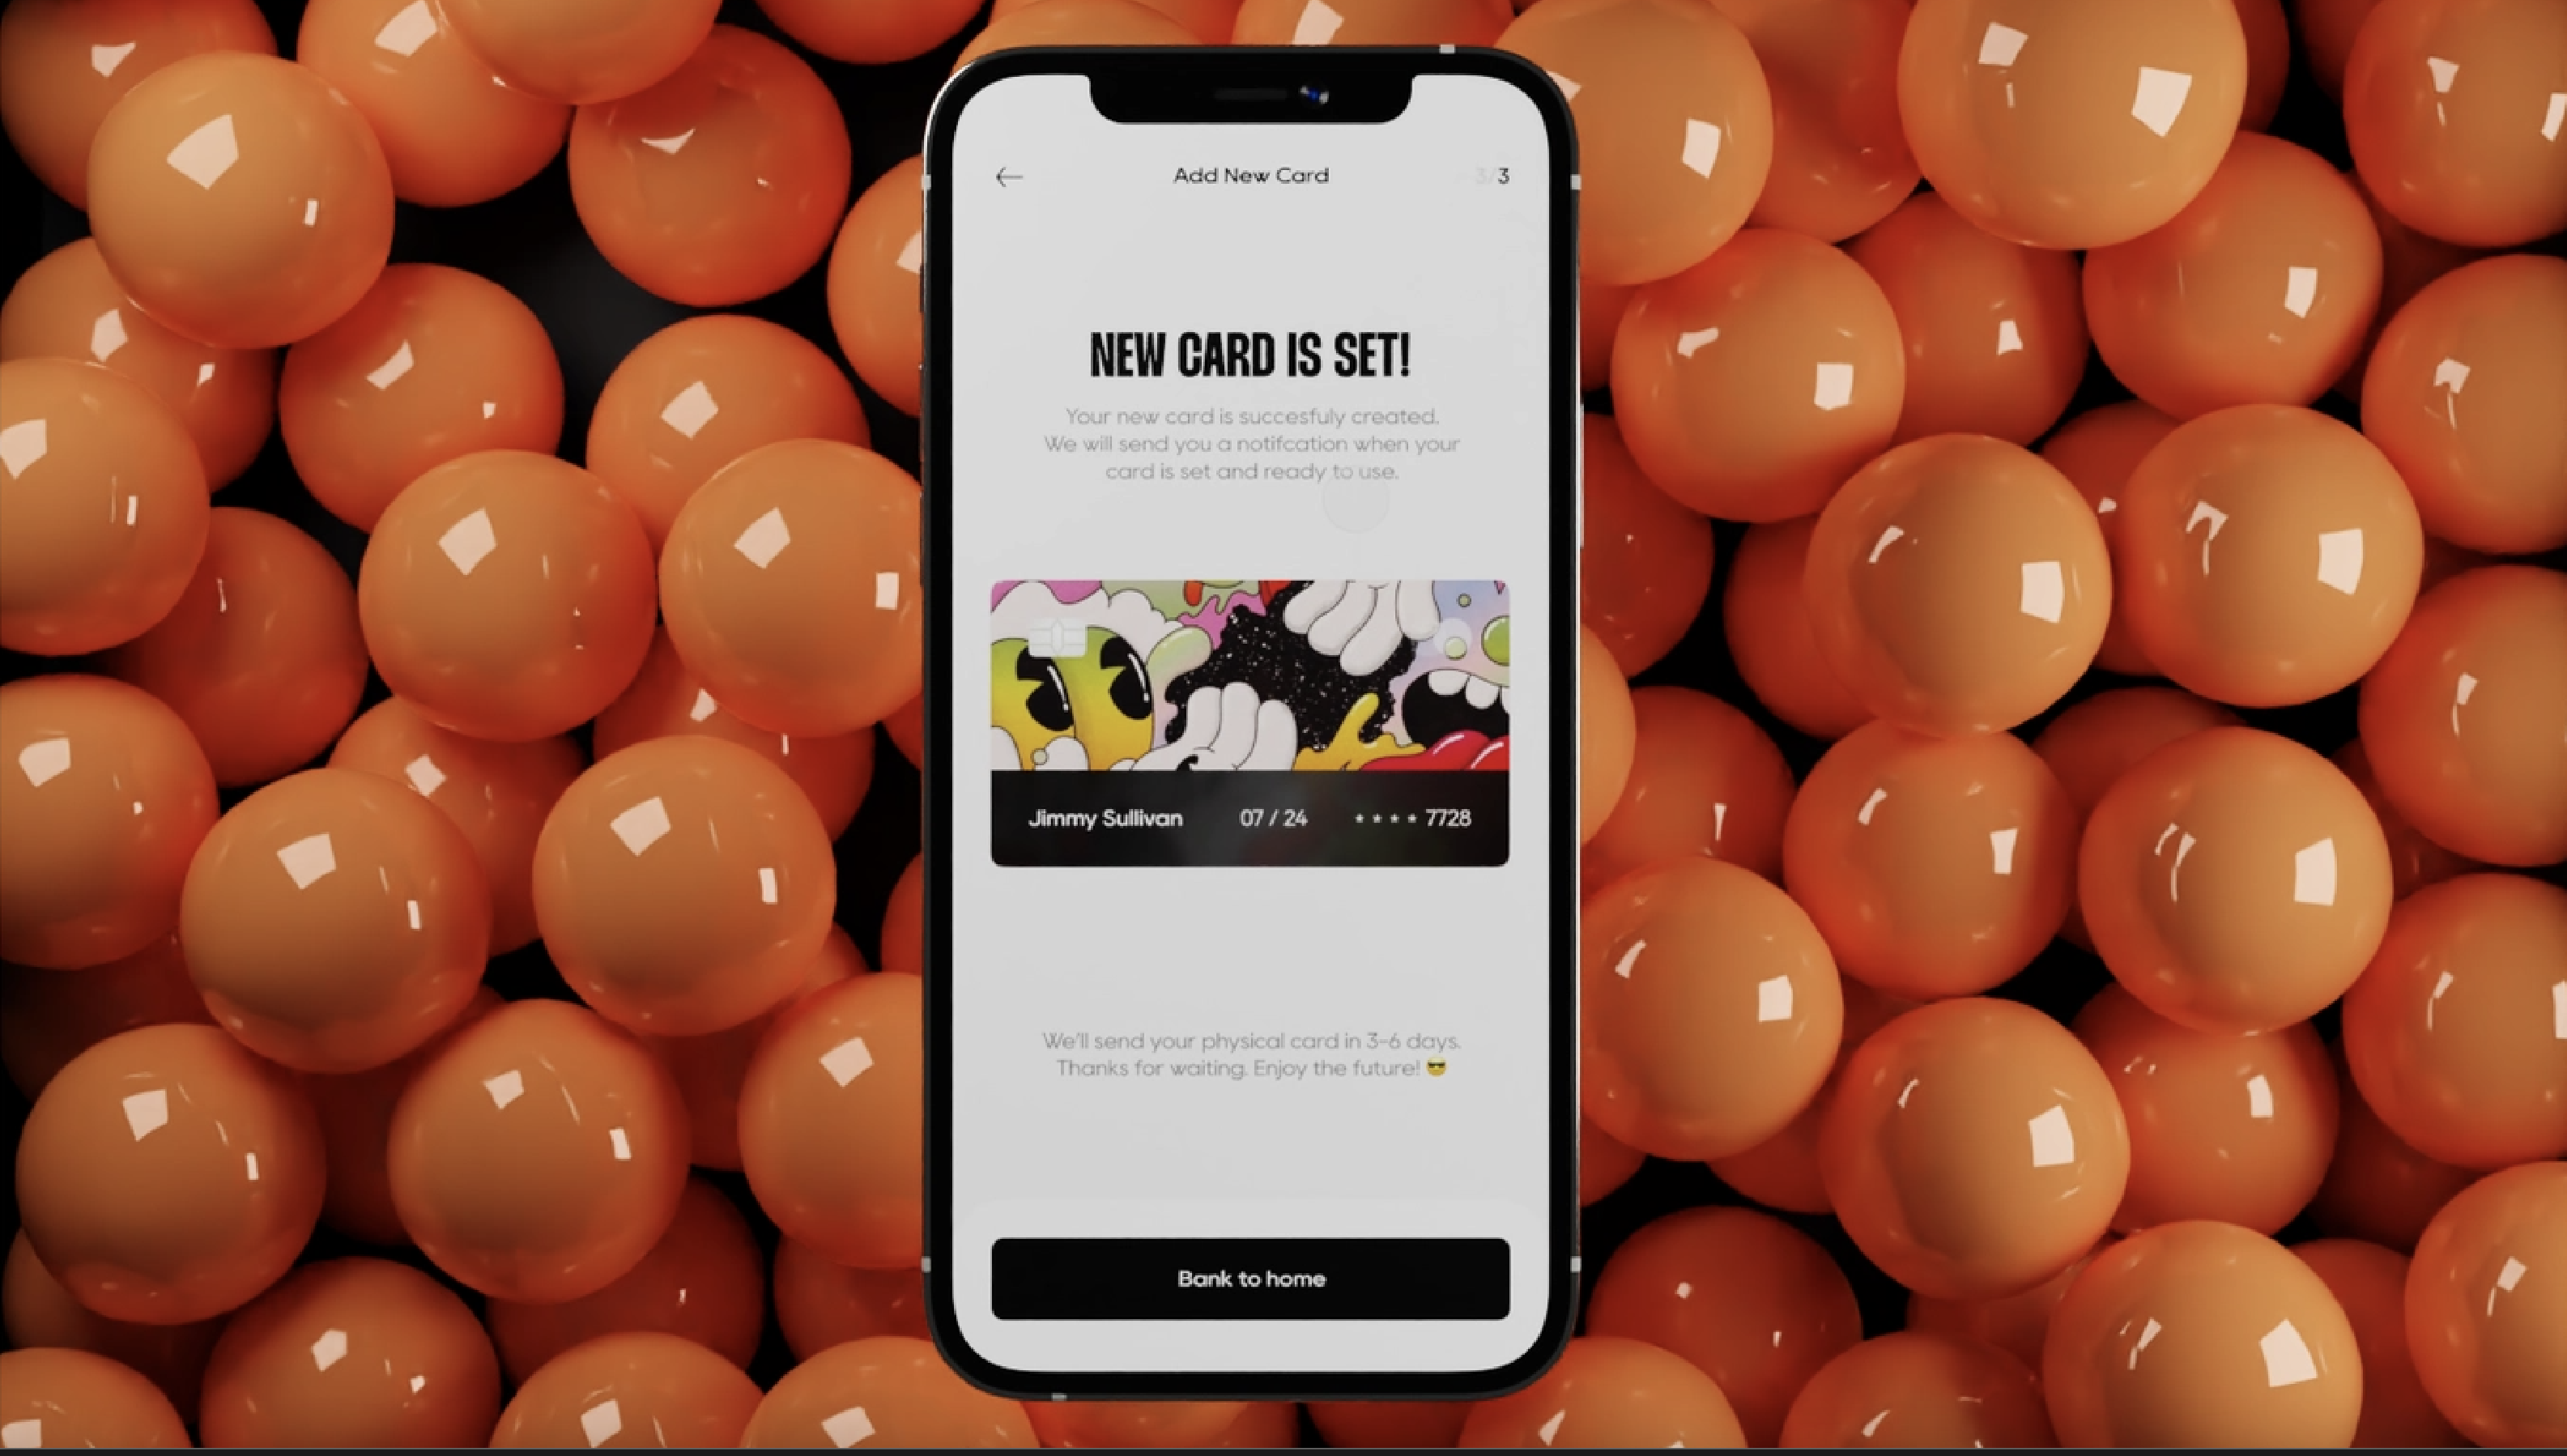 Add New Card
3/3
NEW CARD IS SET!
Your new card is succesfuly created.
We will send you a notifcation when your
card is set and ready to use.
Jimmy Sullivan 07 / 24 * * * * 7728
We'll send your physical card in 3-6 days.
Thanks for waiting. Enjoy the future! 😎
Bank to home